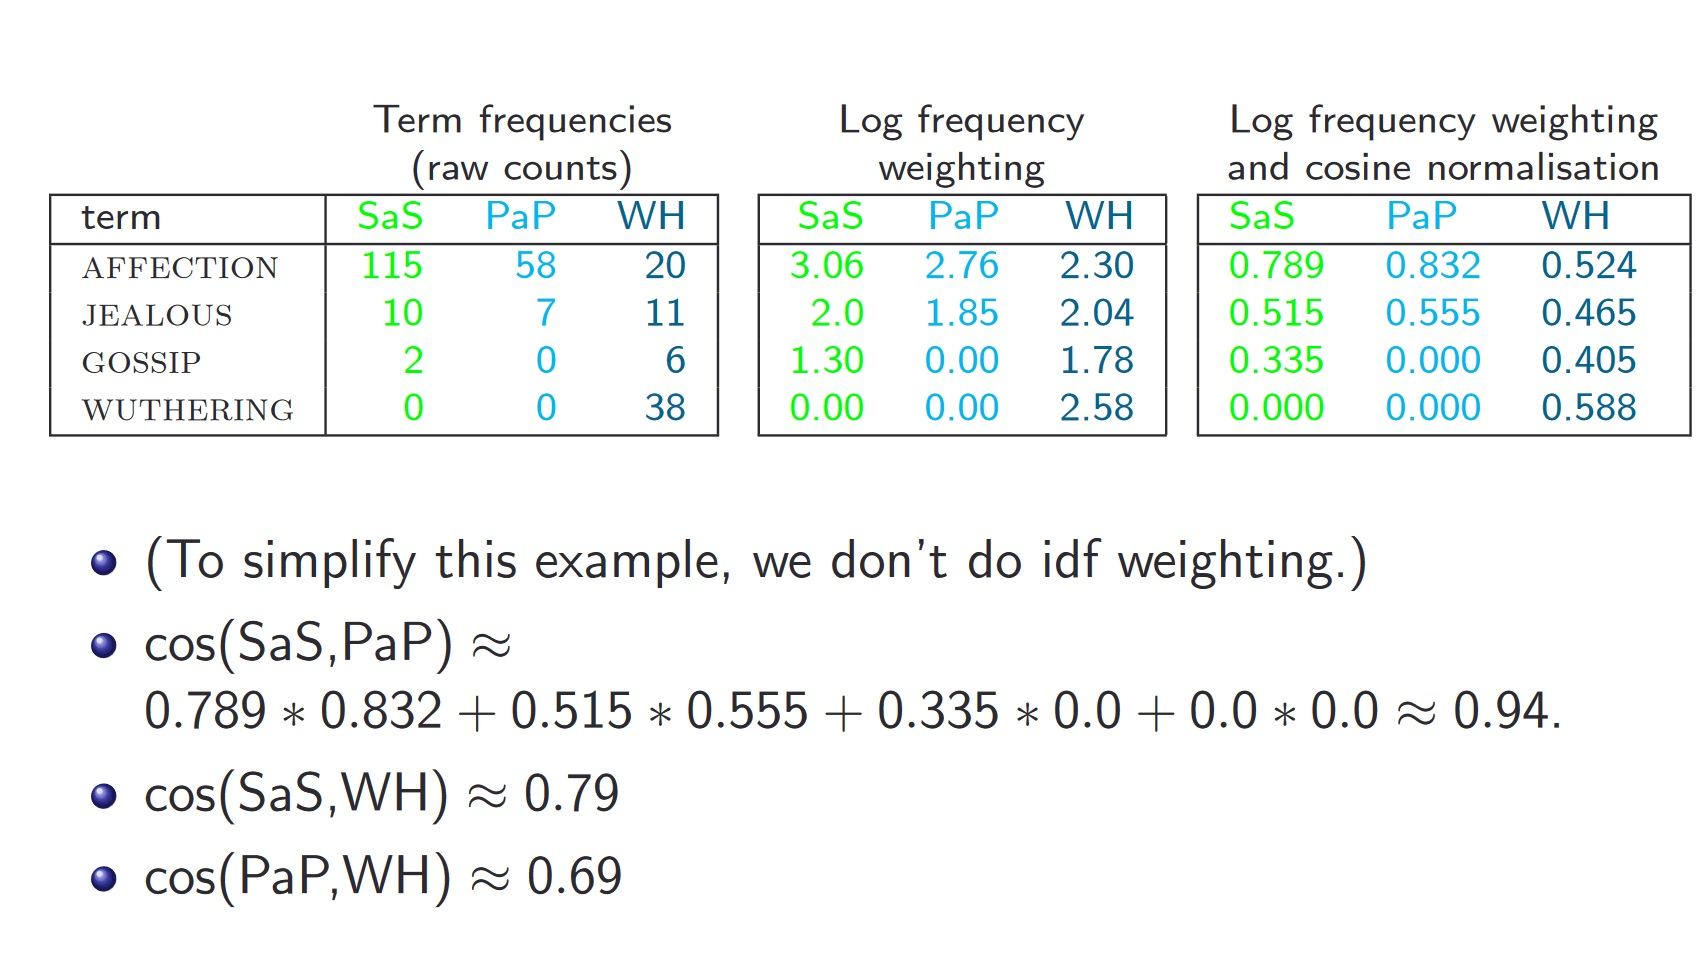 Term frequencies Log frequency Log frequency weighting
(raw counts) weighting and cosine normalisation
term SaS PaP WH SaS PaP WH SaS PaP WH
AFFECTION 115 58 20 3.06 2.76 2.30 0.789 0.832 0.524
JEALOUS 10 7 11 2.0 1.85 2.04 0.515 0.555 0.465
GOSSIP 2 0 6 1.30 0.00 1.78 0.335 0.000 0.405
WUTHERING 0 0 38 0.00 0.00 2.58 0.000 0.000 0.588
(To simplify this example, we don't do idf weighting.)
cos(SaS,PaP) ≈
0.789 ∗ 0.832 + 0.515 ∗ 0.555 + 0.335 ∗ 0.0 + 0.0 ∗ 0.0 ≈ 0.94.
cos(SaS,WH) ≈ 0.79
cos(PaP,WH) ≈ 0.69